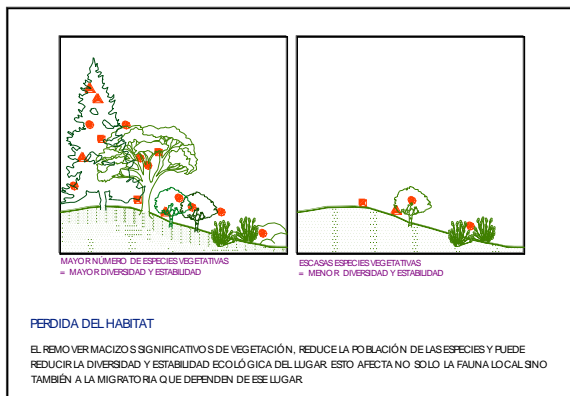 MAYOR NÚMERO DE ESPECIES VEGETATIVAS
= MAYOR DIVERSIDAD Y ESTABILIDAD
ESCASAS ESPECIES VEGETATIVAS
= MENOR DIVERSIDAD Y ESTABILIDAD
PERDIDA DEL HABITAT
EL REMOVER MACIZOS SIGNIFICATIVOS DE VEGETACIÓN, REDUCE LA POBLACIÓN DE LAS ESPECIES Y PUEDE
REDUCIR LA DIVERSIDAD Y ESTABILIDAD ECOLÓGICA DEL LUGAR. ESTO AFECTA NO SOLO LA FAUNA LOCAL SINO
TAMBIÉN A LA MIGRATORIA QUE DEPENDEN DE ESE LUGAR.